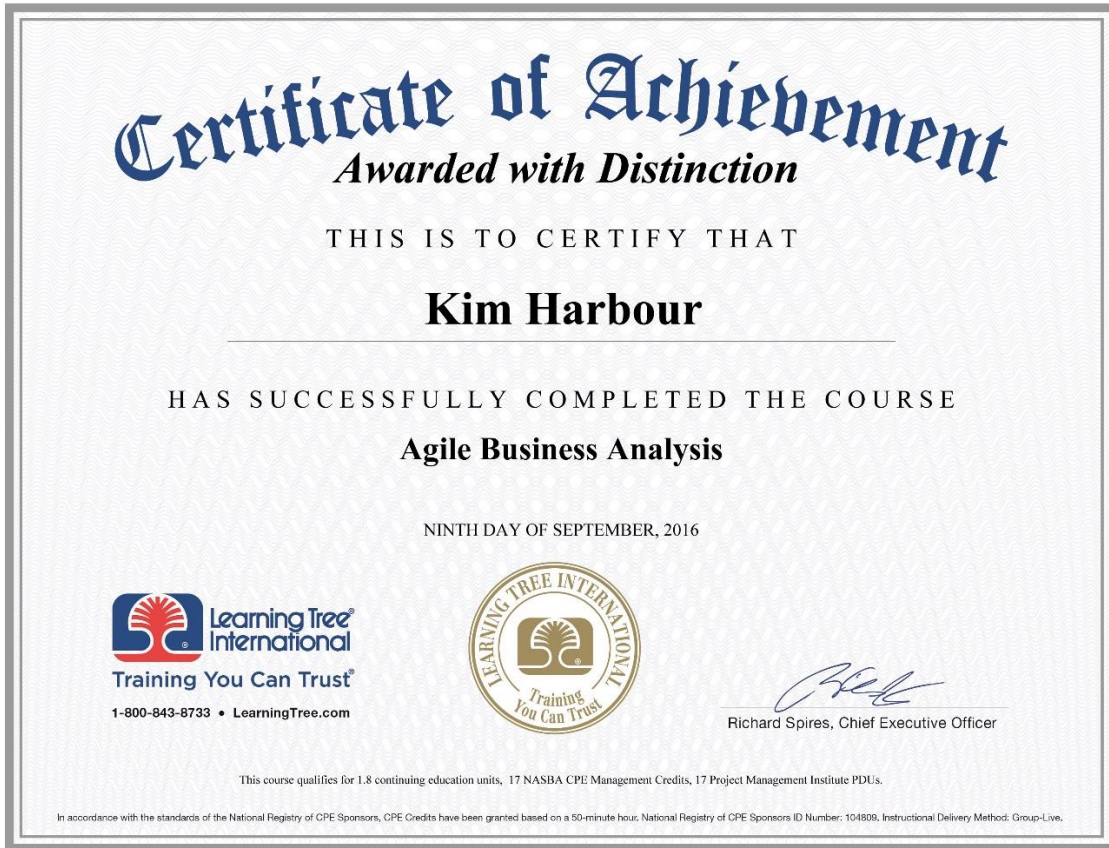 Certificate of Achievement
Awarded with Distinction
THIS IS TO CERTIFY THAT
Kim Harbour
HAS SUCCESSFULLY COMPLETED THE COURSE
Agile Business Analysis
NINTH DAY OF SEPTEMBER, 2016
Learning Tree®
International
Training You Can Trust®
1-800-843-8733 • LearningTree.com
LEARNING TREE INTERNATIONAL
Training
You Can Trust
Richard Spires, Chief Executive Officer
This course qualifies for 1.8 continuing education units, 17 NASBA CPE Management Credits, 17 Project Management Institute PDUs.
In accordance with the standards of the National Registry of CPE Sponsors, CPE Credits have been granted based on a 50-minute hour. National Registry of CPE Sponsors ID Number: 104809. Instructional Delivery Method: Group-Live.